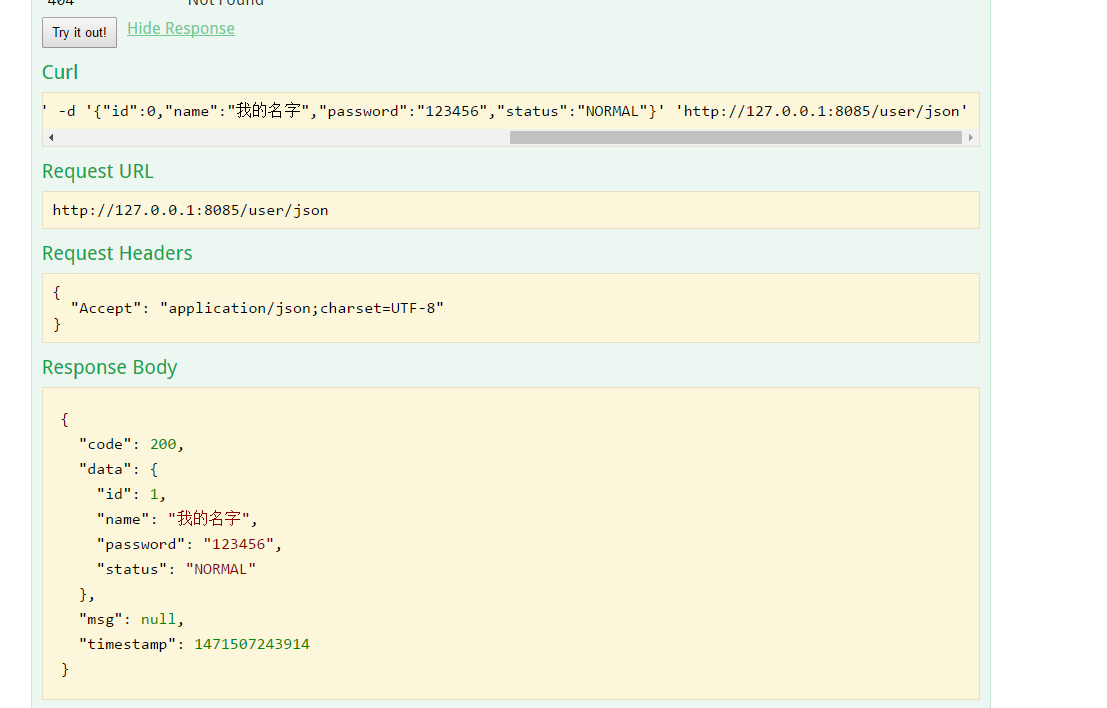 404 Not Found
Try it out! Hide Response
Curl
' -d '{"id":0,"name":"我的名字","password":"123456","status":"NORMAL"}' 'http://127.0.0.1:8085/user/json'
Request URL
http://127.0.0.1:8085/user/json
Request Headers
{
  "Accept": "application/json;charset=UTF-8"
}
Response Body
{
  "code": 200,
  "data": {
    "id": 1,
    "name": "我的名字",
    "password": "123456",
    "status": "NORMAL"
  },
  "msg": null,
  "timestamp": 1471507243914
}